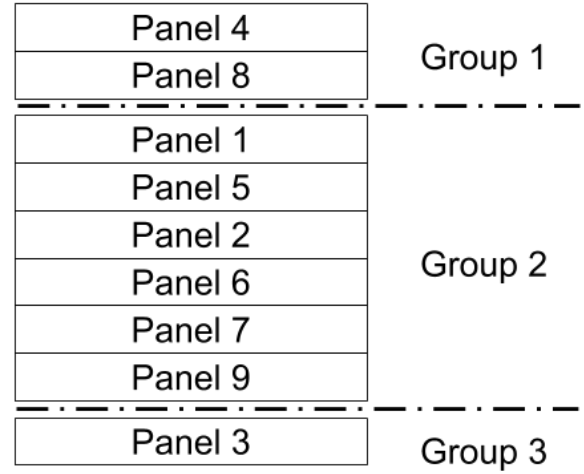 Panel 4
Panel 8
Group 1
Panel 1
Panel 5
Panel 2
Panel 6
Panel 7
Panel 9
Group 2
Panel 3
Group 3